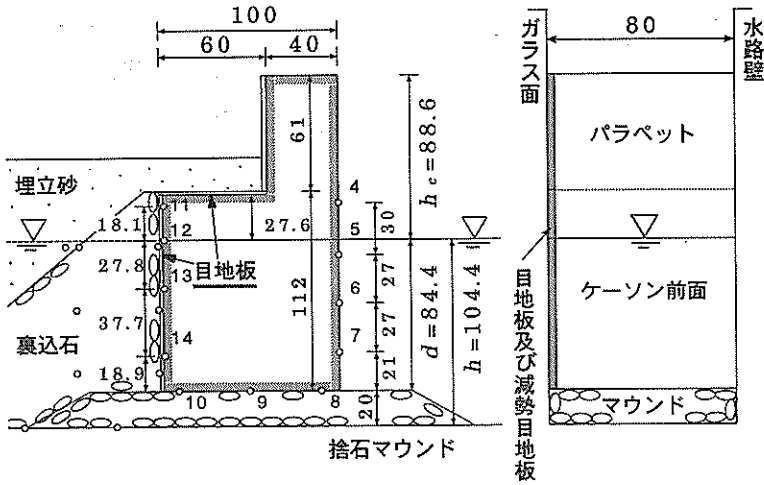 100
60
40
61
hc=88.6
埋立砂
4
11
18.1
12
27.6
5
30
27.8
13
目地板
6
27
112
d=84.4
h=104.4
37.7
裏込石
14
7
27
18.9
21
10
9
8
20
捨石マウンド
ガラス面
80
水路壁
パラペット
ケーソン前面
目地板及び減勢目地板
マウンド